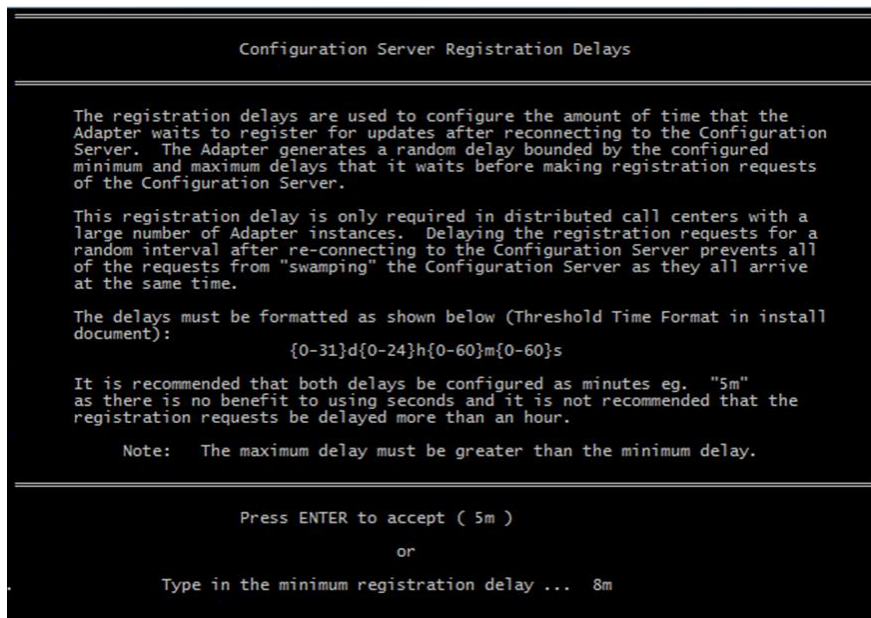 Configuration Server Registration Delays
The registration delays are used to configure the amount of time that the
Adapter waits to register for updates after reconnecting to the Configuration
Server. The Adapter generates a random delay bounded by the configured
minimum and maximum delays that it waits before making registration requests
of the Configuration Server.
This registration delay is only required in distributed call centers with a
large number of Adapter instances. Delaying the registration requests for a
random interval after re-connecting to the Configuration Server prevents all
of the requests from "swamping" the Configuration Server as they all arrive
at the same time.
The delays must be formatted as shown below (Threshold Time Format in install
document):
{0-31}d{0-24}h{0-60}m{0-60}s
It is recommended that both delays be configured as minutes eg. "5m"
as there is no benefit to using seconds and it is not recommended that the
registration requests be delayed more than an hour.
Note: The maximum delay must be greater than the minimum delay.
Press ENTER to accept ( 5m )
or
Type in the minimum registration delay ... 8m